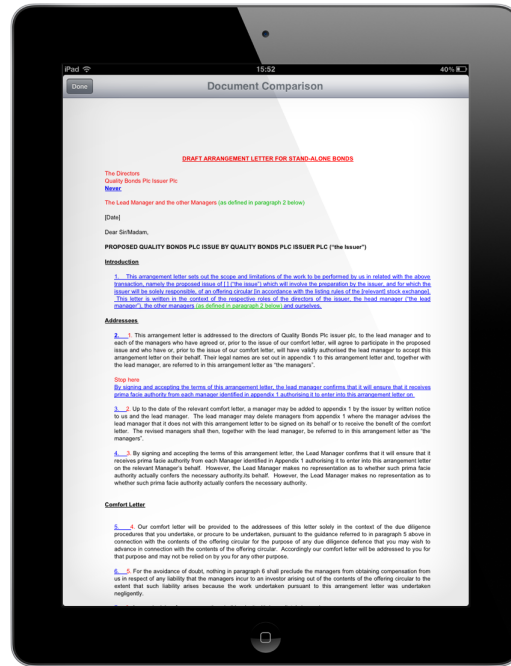 iPad
15:52
40%
Done
Document Comparison
DRAFT ARRANGEMENT LETTER FOR STAND-ALONE BONDS
The Directors
Quality Bonds Plc Issuer Plc
Never
The Lead Manager and the other Managers (as defined in paragraph 2 below)
[Date]
Dear Sir/Madam,
PROPOSED QUALITY BONDS PLC ISSUE BY QUALITY BONDS PLC ISSUER PLC ("the Issuer")
Introduction
1. This arrangement letter sets out the scope and limitations of the work to be performed by us in related with the above
transaction, namely the proposed issue of [ ] ("the issus") which will involve the preparation by the issuer, and for which the
issuer will be solely responsible, of an offering circular [in accordance with the listing rules of the [relevant] stock exchange].
This letter is written in the context of the respective roles of the directors of the issuer, the head manager ("the lead
manager"), the other managers (as defined in paragraph 2 below) and ourselves.
Addressees
2. 1. This arrangement letter is addressed to the directors of Quality Bonds Plc issuer plc, to the lead manager and to
each of the managers who have agreed or, prior to the issue of our comfort letter, will agree to participate in the proposed
issue and who have or, prior to the issue of our comfort letter, will have validly authorised the lead manager to accept this
arrangement letter on their behalf. Their legal names are set out in appendix 1 to this arrangement letter and, together with
the lead manager, are referred to in this arrangement letter as "the managers".
Stop here
By signing and accepting the terms of this arrangement letter, the lead manager confirms that it will ensure that it receives
prima facie authority from each manager identified in appendix 1 authorising it to enter into this arrangement letter on
3. 2. Up to the date of the relevant comfort letter, a manager may be added to appendix 1 by the issuer by written notice
to us and the lead manager. The lead manager may delete managers from appendix 1 where the manager advises the
lead manager that it does not with this arrangement letter to be signed on its behalf or to receive the benefit of the comfort
letter. The revised managers shall then, together with the lead manager, be referred to in this arrangement letter as "the
managers".
4. 3. By signing and accepting the terms of this arrangement letter, the Lead Manager confirms that it will ensure that it
receives prima facie authority from each Manager identified in Appendix 1 authorising it to enter into this arrangement letter
on the relevant Manager's behalf. However, the Lead Manager makes no representation as to whether such prima facie
authority actually confers the necessary authority.its behalf. However, the Lead Manager makes no representation as to
whether such prima facie authority actually confers the necessary authority.
Comfort Letter
5. 4. Our comfort letter will be provided to the addressees of this letter solely in the context of the due diligence
procedures that you undertake, or procure to be undertaken, pursuant to the guidance referred to in paragraph 5 above in
connection with the contents of the offering circular for the purpose of any due diligence defence that you may wish to
advance in connection with the contents of the offering circular. Accordingly our comfort letter will be addressed to you for
that purpose and may not be relied on by you for any other purpose.
6. 5. For the avoidance of doubt, nothing in paragraph 6 shall preclude the managers from obtaining compensation from
us in respect of any liability that the managers incur to an investor arising out of the contents of the offering circular to the
extent that such liability arises because the work undertaken pursuant to this arrangement letter was undertaken
negligently.